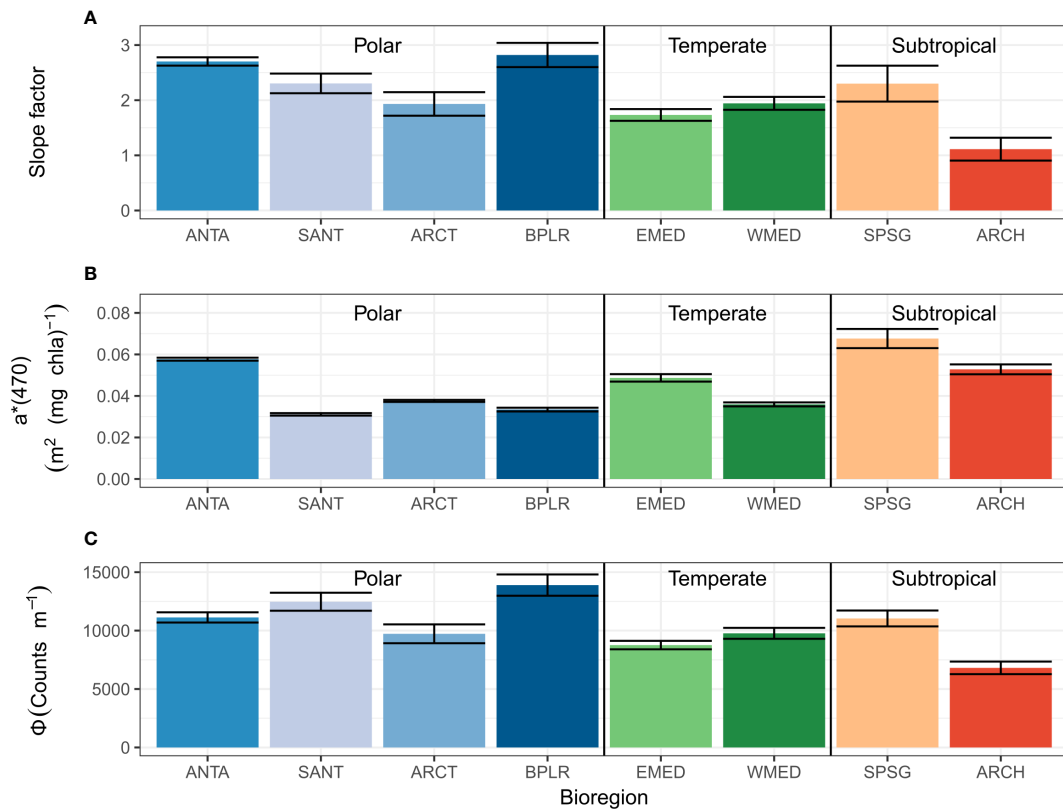 A
Polar Temperate Subtropical
Slope factor
3
2
1
0
ANTA SANT ARCT BPLR EMED WMED SPSG ARCH
B
Polar Temperate Subtropical
a*(470)
(m² (mg chla)⁻¹)
0.08
0.06
0.04
0.02
0.00
ANTA SANT ARCT BPLR EMED WMED SPSG ARCH
C
Polar Temperate Subtropical
Φ(Counts m⁻¹)
15000
10000
5000
0
ANTA SANT ARCT BPLR EMED WMED SPSG ARCH
Bioregion